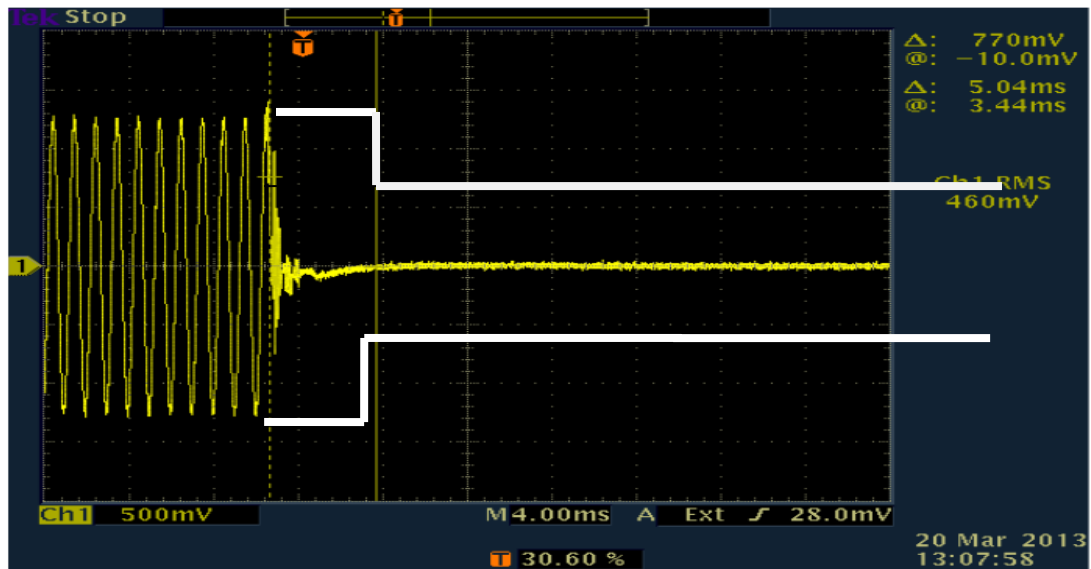 Tek Stop
T
U
Δ: 770mV
@: −10.0mV
Δ: 5.04ms
@: 3.44ms
Ch1 RMS
460mV
1
Ch1 500mV M 4.00ms A Ext ʃ 28.0mV
T 30.60 %
20 Mar 2013
13:07:58